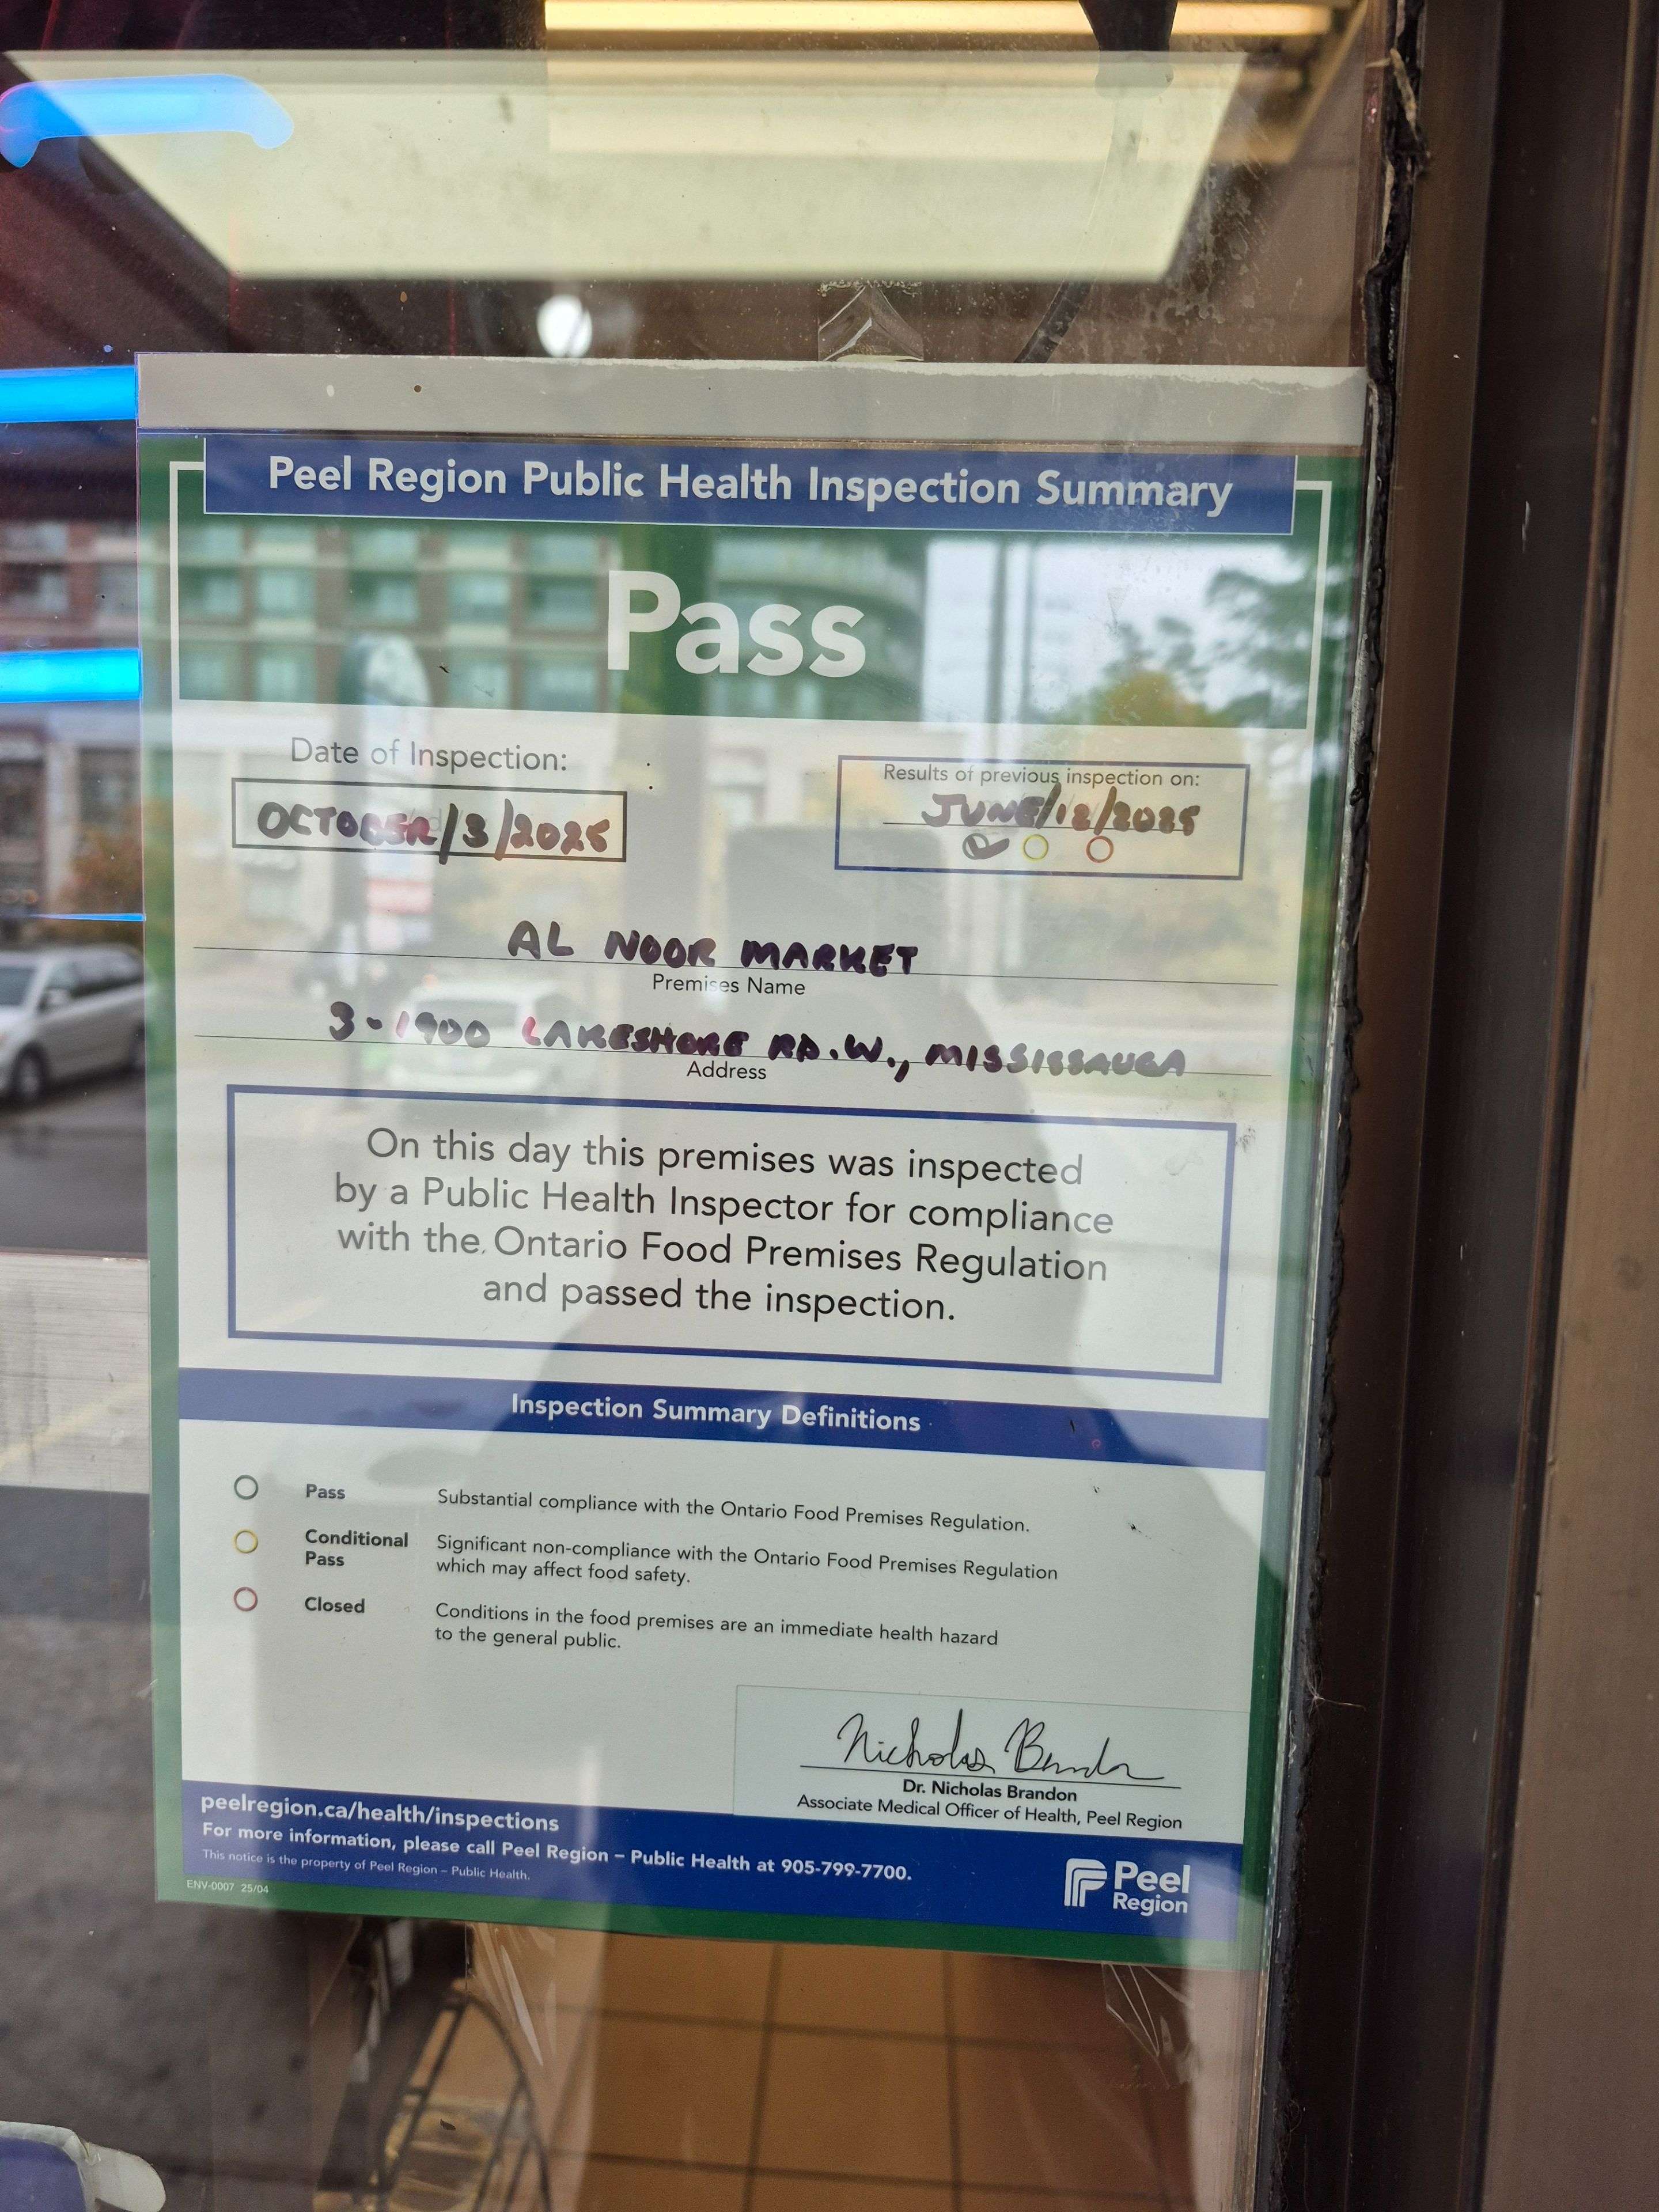 Peel Region Public Health Inspection Summary
Pass
Date of Inspection:
OCTOBER/3/2025
Results of previous inspection on:
JUNE/12/2025
AL NOOR MARKET
Premises Name
3-1900 LAKESHORE RD.W., MISSISSAUGA
Address
On this day this premises was inspected
by a Public Health Inspector for compliance
with the Ontario Food Premises Regulation
and passed the inspection.
Inspection Summary Definitions
Pass Substantial compliance with the Ontario Food Premises Regulation.
Conditional Pass Significant non-compliance with the Ontario Food Premises Regulation
which may affect food safety.
Closed Conditions in the food premises are an immediate health hazard
to the general public.
Nicholas Brandon
Dr. Nicholas Brandon
Associate Medical Officer of Health, Peel Region
peelregion.ca/health/inspections
For more information, please call Peel Region – Public Health at 905-799-7700.
This notice is the property of Peel Region – Public Health.
ENV-0007 25/04
Peel
Region